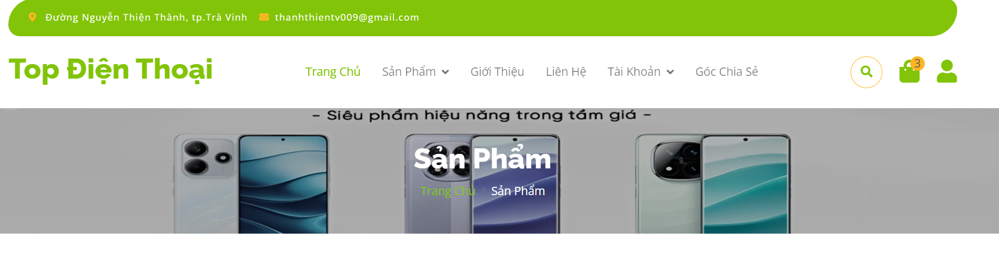 Đường Nguyễn Thiện Thành, tp.Trà Vinh thanhthientv009@gmail.com
Top Điện Thoại Trang Chủ Sản Phẩm Giới Thiệu Liên Hệ Tài Khoản Góc Chia Sẻ 3
- Siêu phẩm hiệu năng trong tầm giá -
Sản Phẩm
Trang Chủ / Sản Phẩm